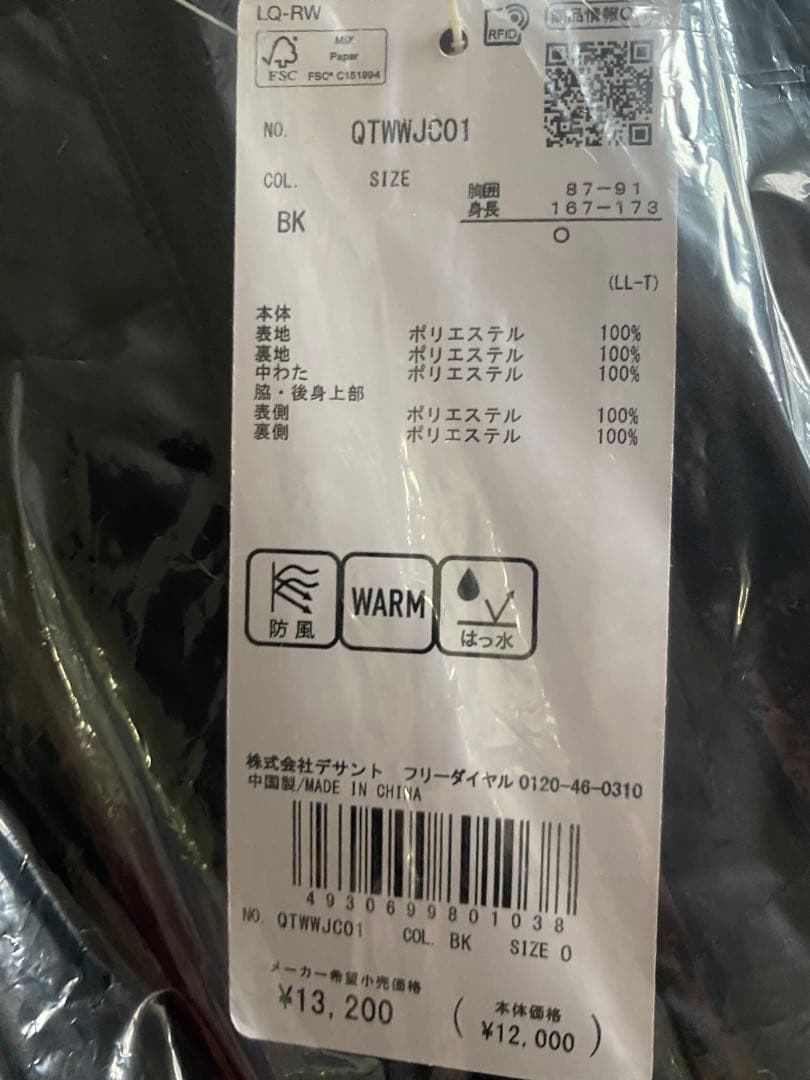 LQ-RW
FSC
MIX
Paper
FSC® C151994
RFID
商品情報
NO. QTWWJC01
COL. SIZE
BK
胸囲 87-91
身長 167-173
O
(LL-T)
本体
表地 ポリエステル 100%
裏地 ポリエステル 100%
中わた ポリエステル 100%
脇・後身上部
表側 ポリエステル 100%
裏側 ポリエステル 100%
防風
WARM
はっ水
株式会社デサント フリーダイヤル 0120-46-0310
中国製/MADE IN CHINA
4930699801038
NO. QTWWJC01 COL. BK SIZE O
メーカー希望小売価格
¥13,200
(本体価格
¥12,000)